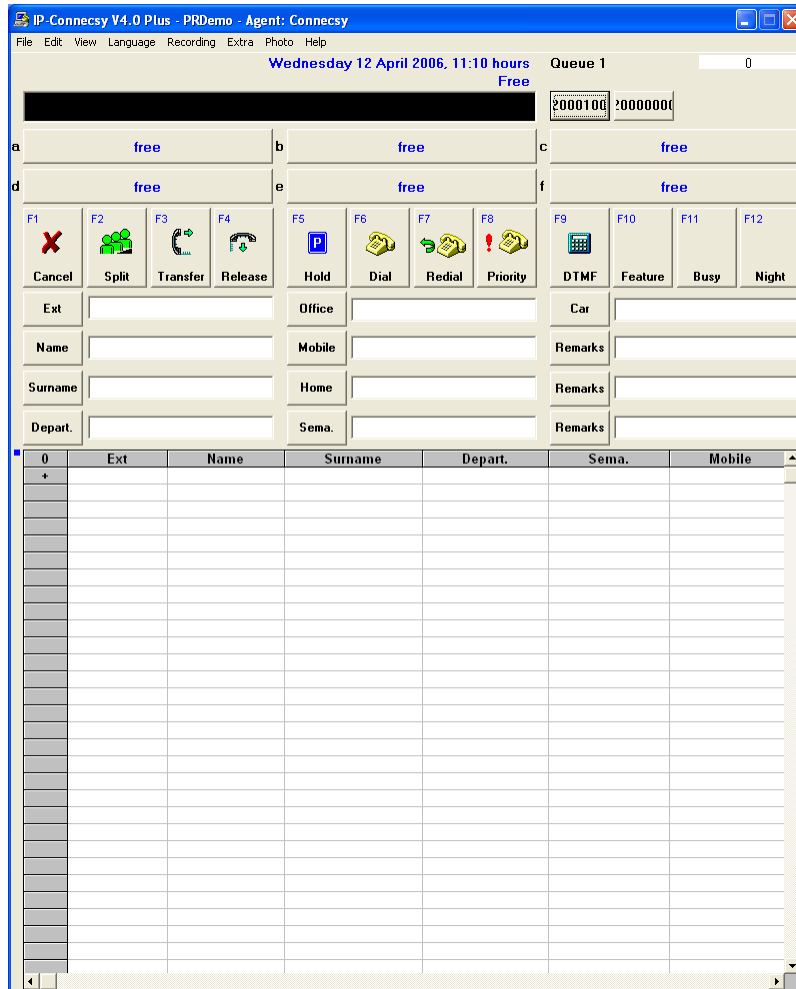 IP-Connecsy V4.0 Plus - PRDemo - Agent: Connecsy
File Edit View Language Recording Extra Photo Help
Wednesday 12 April 2006, 11:10 hours Queue 1 0
Free
2000100 20000000
a free b free c free
d free e free f free
F1 F2 F3 F4 F5 F6 F7 F8 F9 F10 F11 F12
P
Cancel Split Transfer Release Hold Dial Redial Priority DTMF Feature Busy Night
Ext Office Car
Name Mobile Remarks
Surname Home Remarks
Depart. Sema. Remarks
0 Ext Name Surname Depart. Sema. Mobile
+